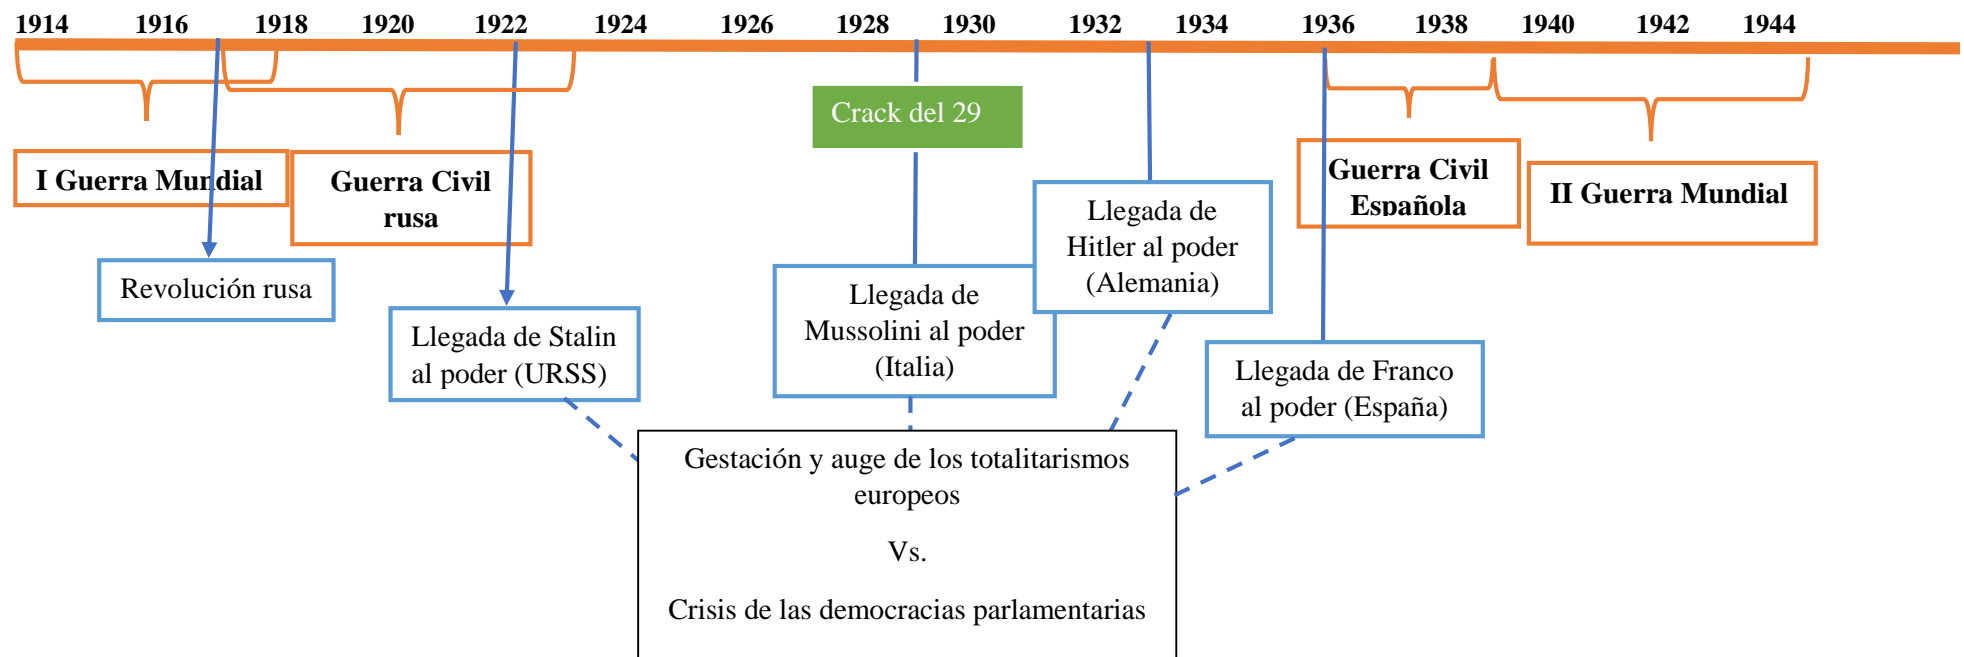 1914 1916 1918 1920 1922 1924 1926 1928 1930 1932 1934 1936 1938 1940 1942 1944
Crack del 29
I Guerra Mundial
Guerra Civil
rusa
Guerra Civil
Española
II Guerra Mundial
Revolución rusa
Llegada de Stalin
al poder (URSS)
Llegada de
Mussolini al poder
(Italia)
Llegada de
Hitler al poder
(Alemania)
Llegada de Franco
al poder (España)
Gestación y auge de los totalitarismos
europeos
Vs.
Crisis de las democracias parlamentarias